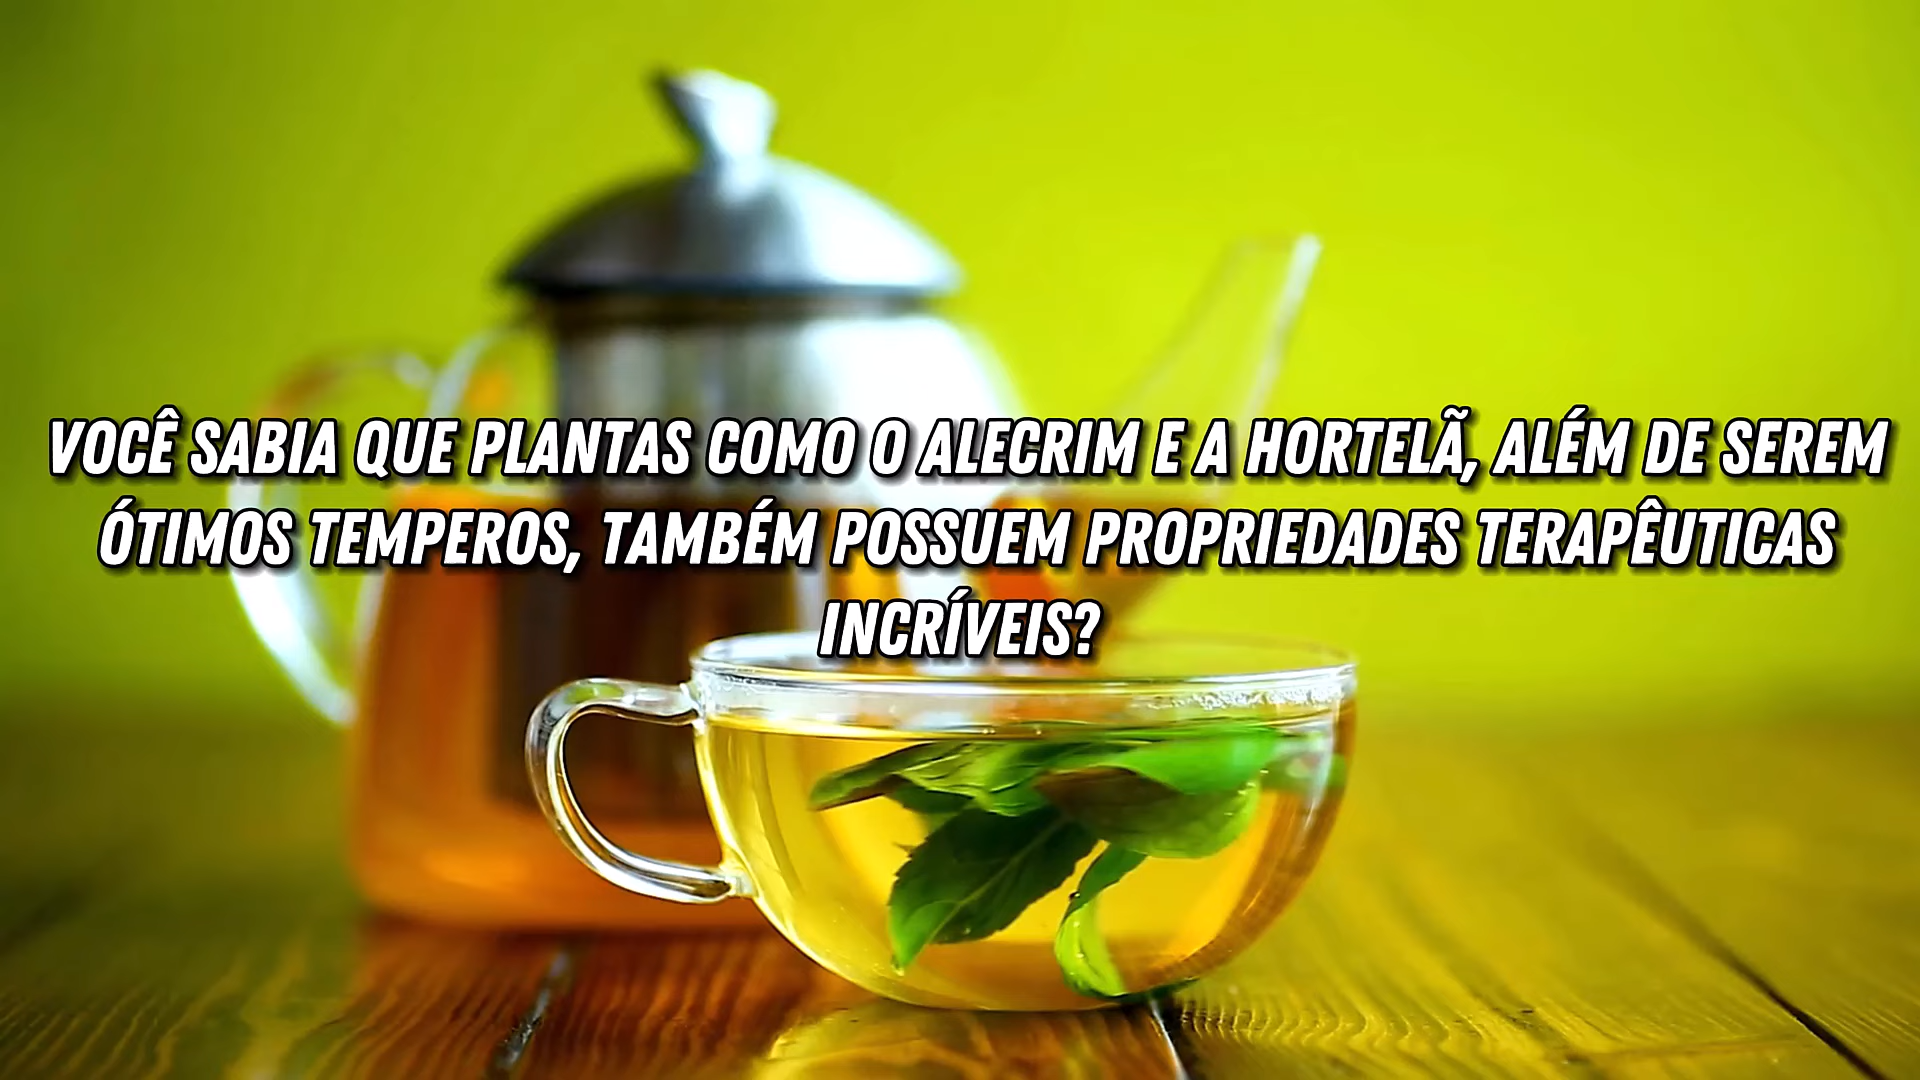 VOCÊ SABIA QUE PLANTAS COMO O ALECRIM E A HORTELÃ, ALÉM DE SEREM
ÓTIMOS TEMPEROS, TAMBÉM POSSUEM PROPRIEDADES TERAPÊUTICAS
INCRÍVEIS?